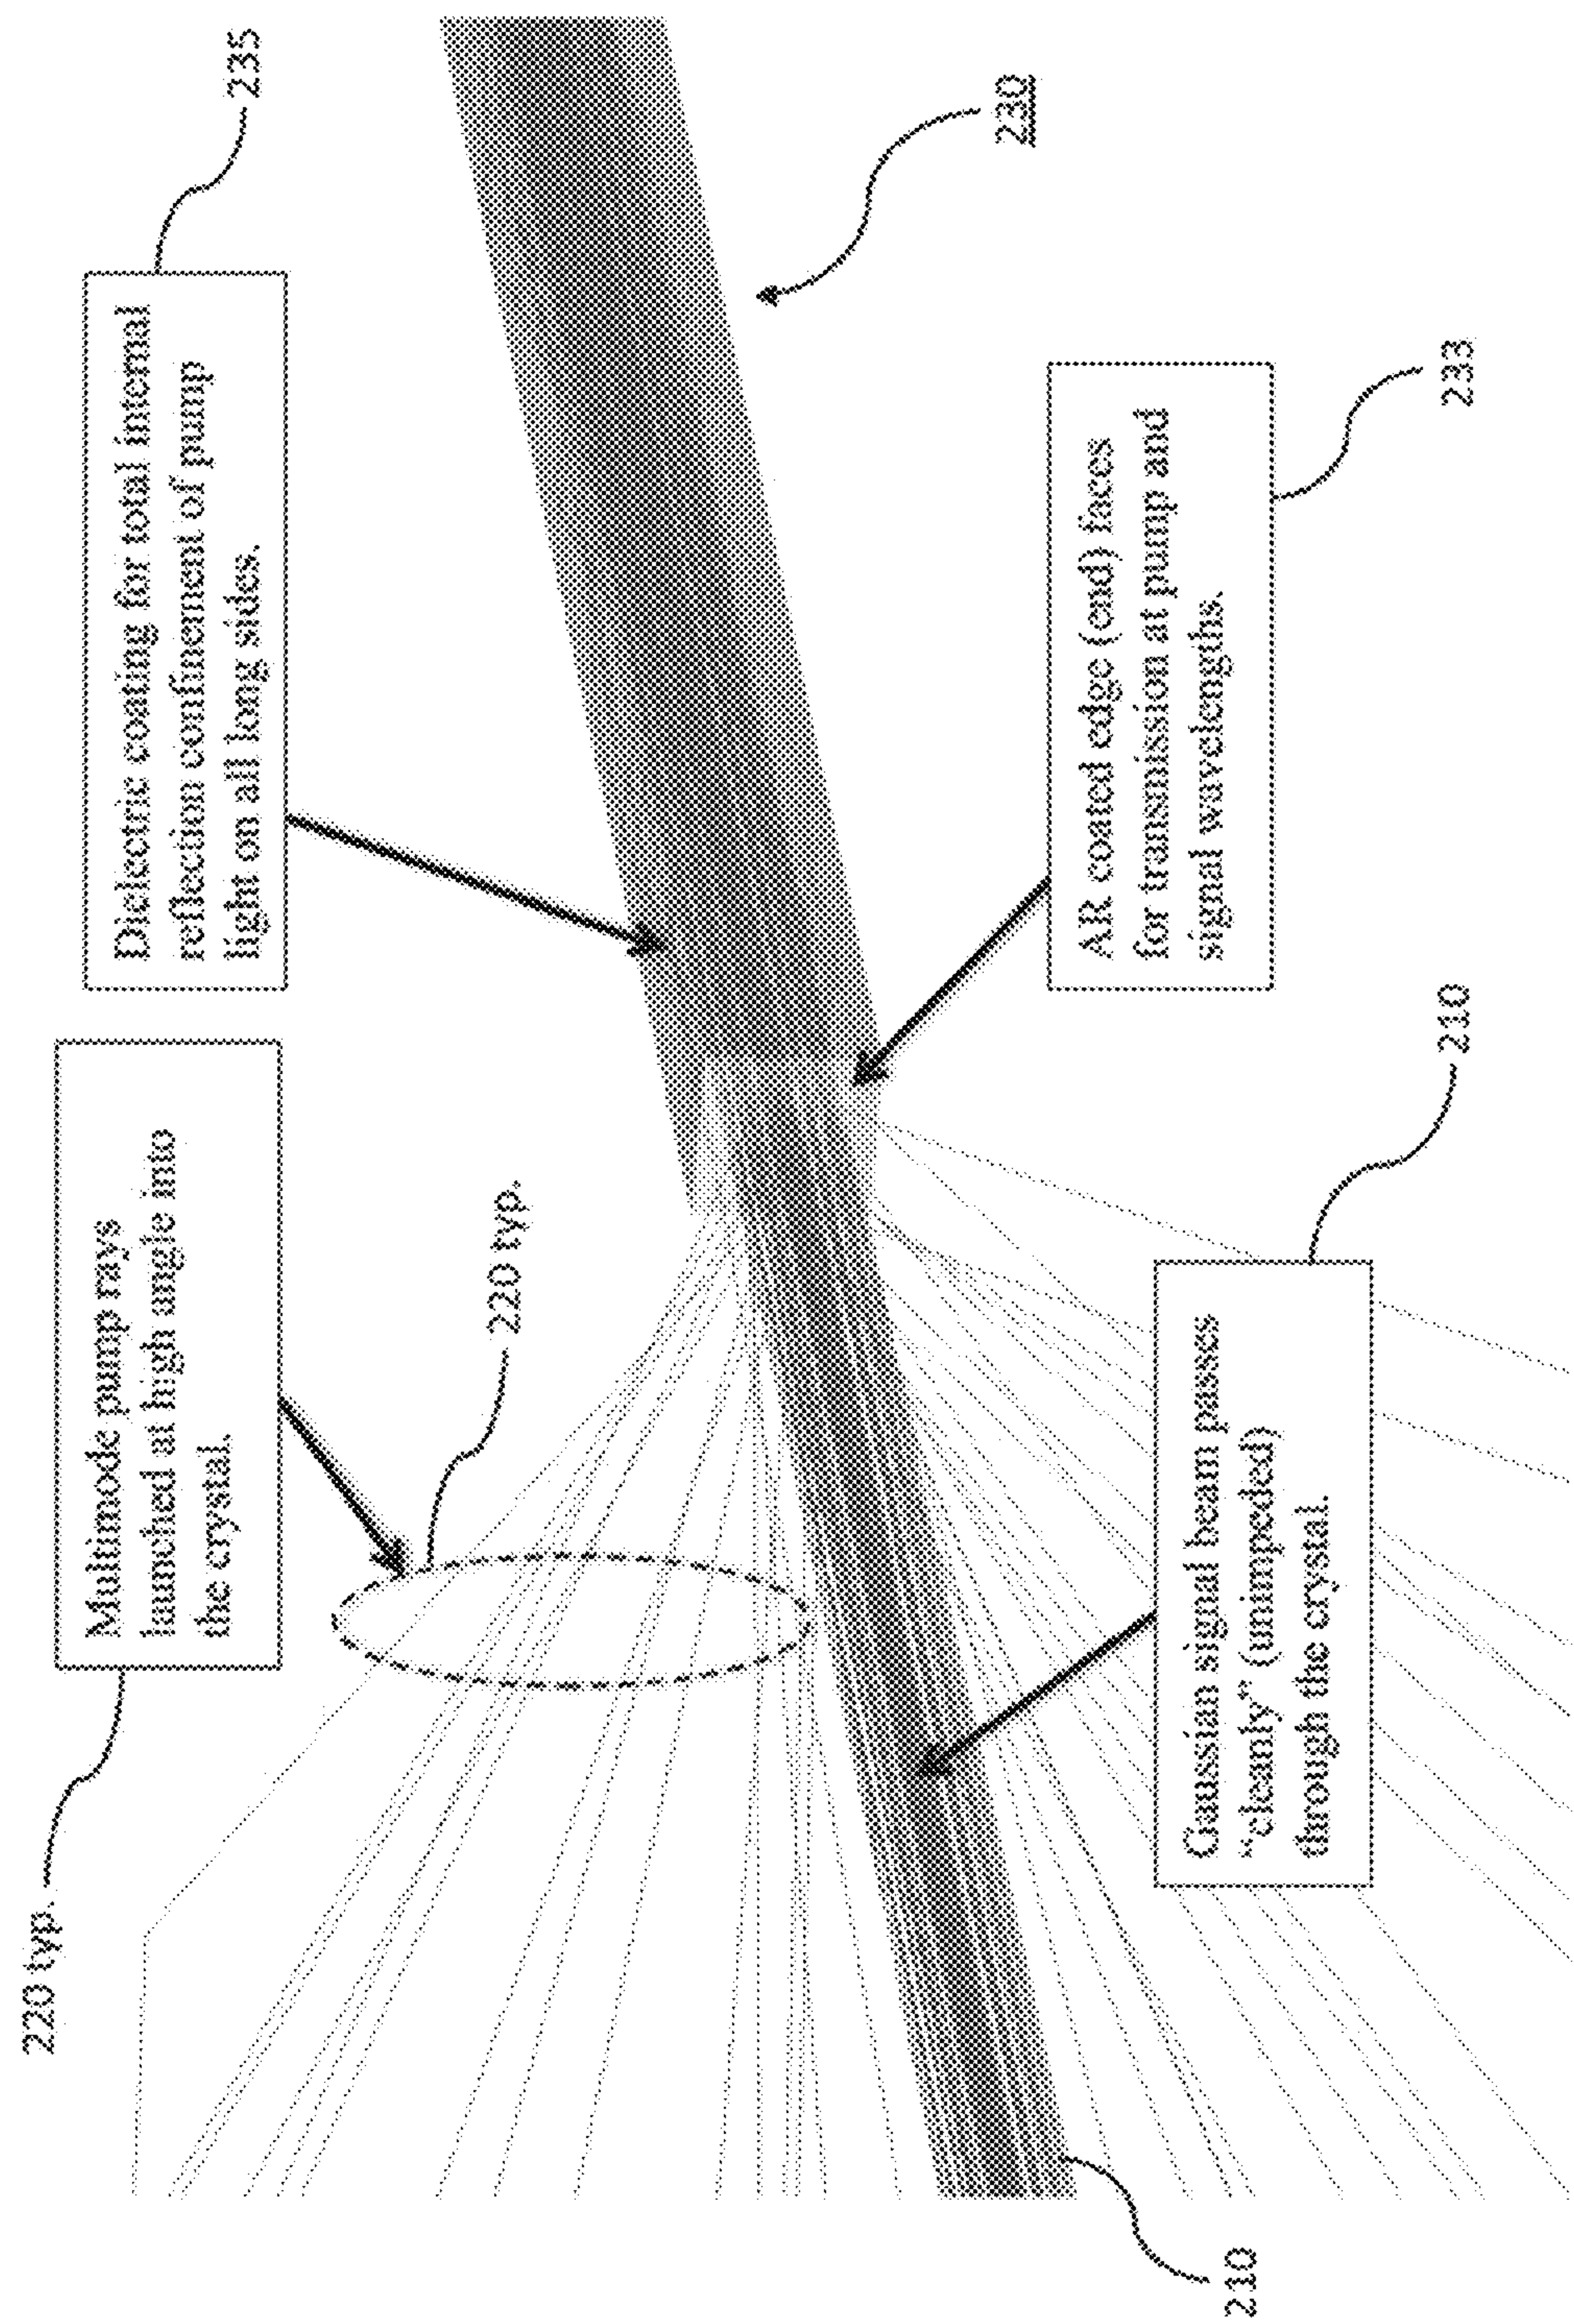 220 typ.
Multimode pump rays
launched at high angle into
the crystal.
220 typ.
Dielectric coating for total internal
reflection confinement of pump
light on all long sides.
235
230
AR coated edge (end) faces
for transmission at pump and
signal wavelengths.
233
Gaussian signal beam passes
“cleanly” (unimpeded)
through the crystal.
210
210